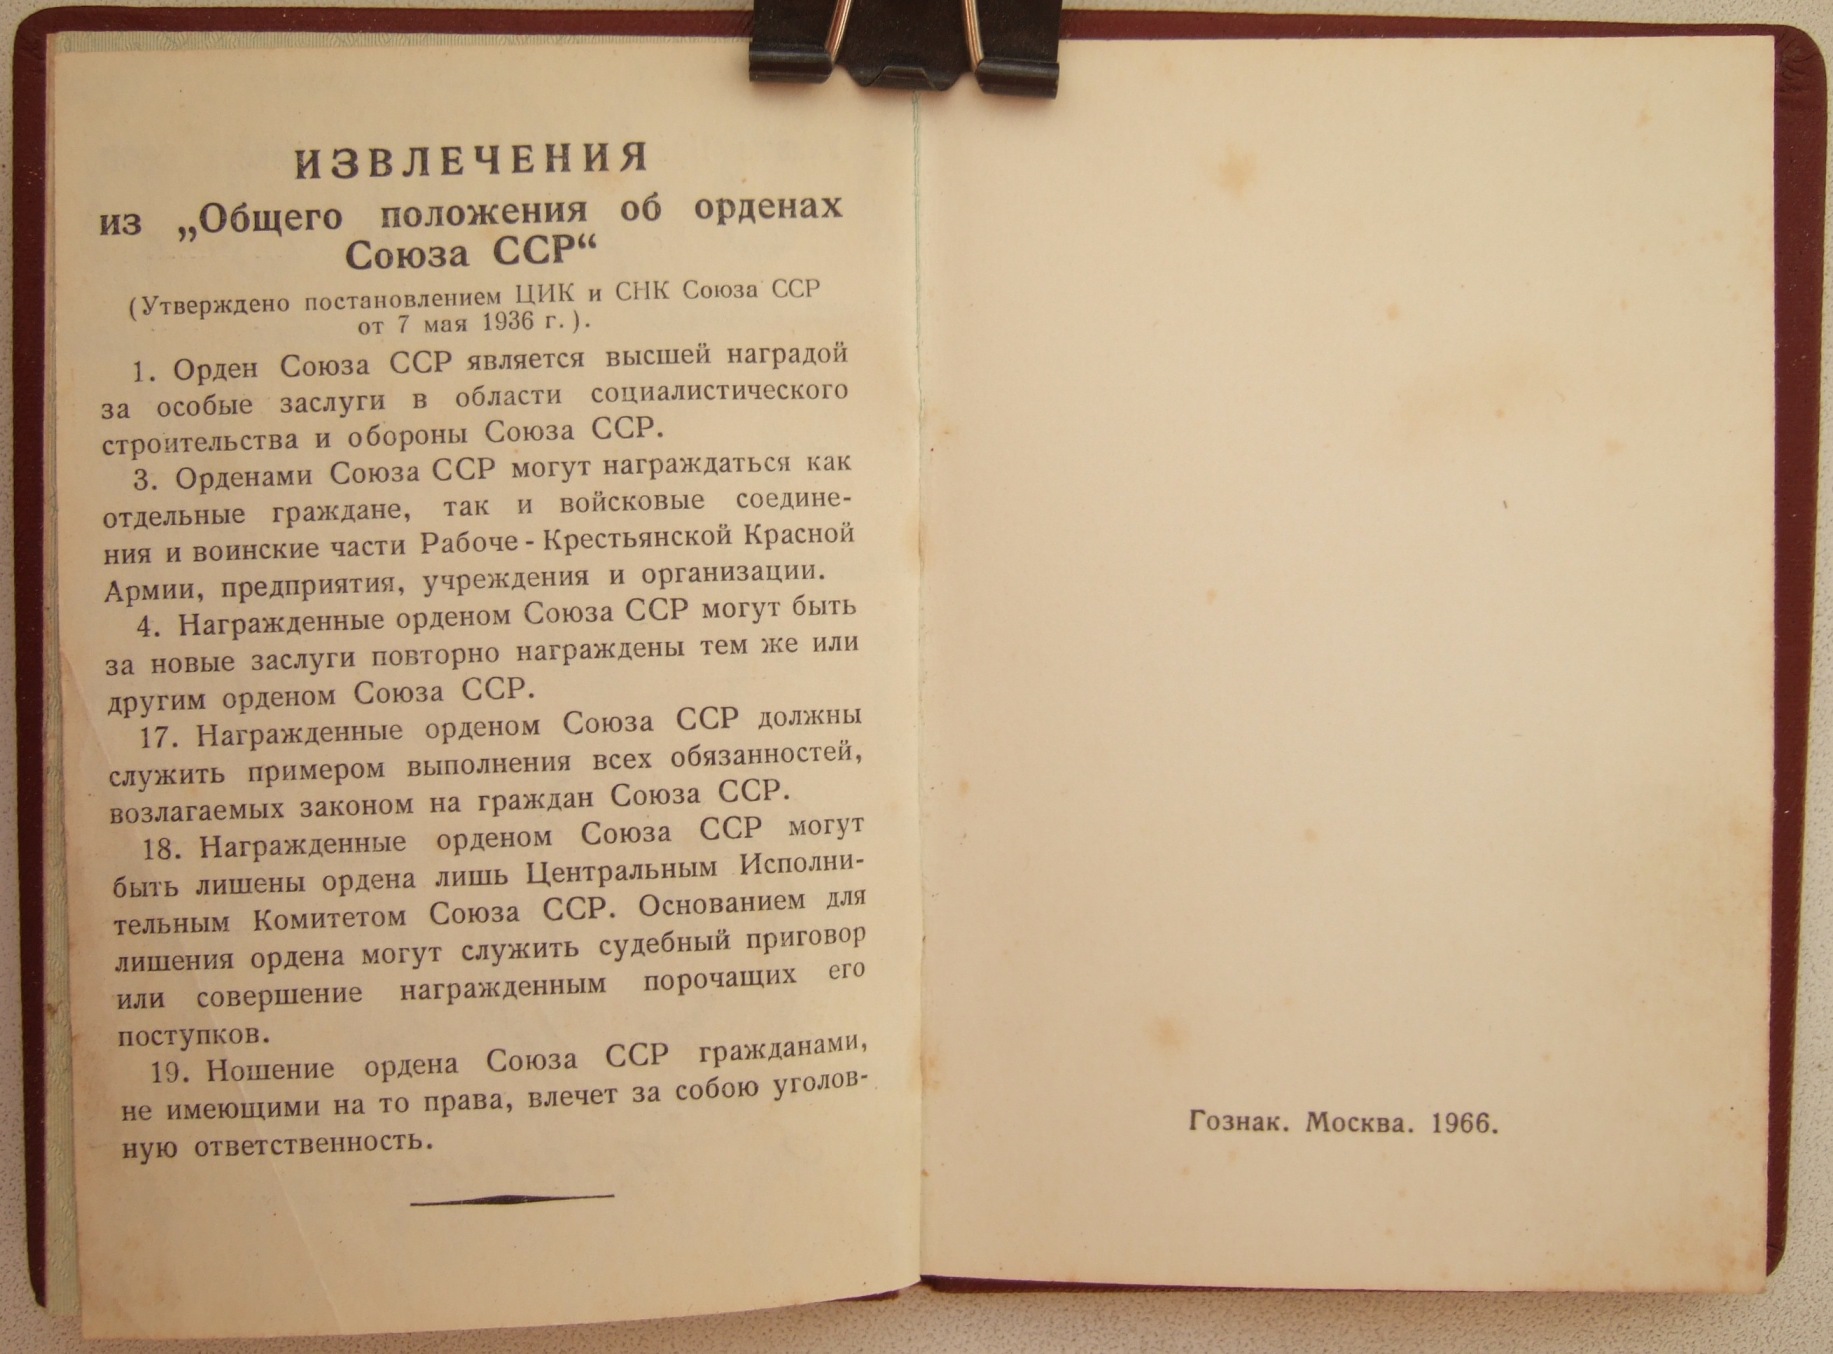 ИЗВЛЕЧЕНИЯ
из „Общего положения об орденах
Союза ССР“
(Утверждено постановлением ЦИК и СНК Союза ССР
от 7 мая 1936 г.).
1. Орден Союза ССР является высшей наградой
за особые заслуги в области социалистического
строительства и обороны Союза ССР.
3. Орденами Союза ССР могут награждаться как
отдельные граждане, так и войсковые соедине-
ния и воинские части Рабоче-Крестьянской Красной
Армии, предприятия, учреждения и организации.
4. Награжденные орденом Союза ССР могут быть
за новые заслуги повторно награждены тем же или
другим орденом Союза ССР.
17. Награжденные орденом Союза ССР должны
служить примером выполнения всех обязанностей,
возлагаемых законом на граждан Союза ССР.
18. Награжденные орденом Союза ССР могут
быть лишены ордена лишь Центральным Исполни-
тельным Комитетом Союза ССР. Основанием для
лишения ордена могут служить судебный приговор
или совершение награжденным порочащих его
поступков.
19. Ношение ордена Союза ССР гражданами,
не имеющими на то права, влечет за собою уголов-
ную ответственность.
Гознак. Москва. 1966.